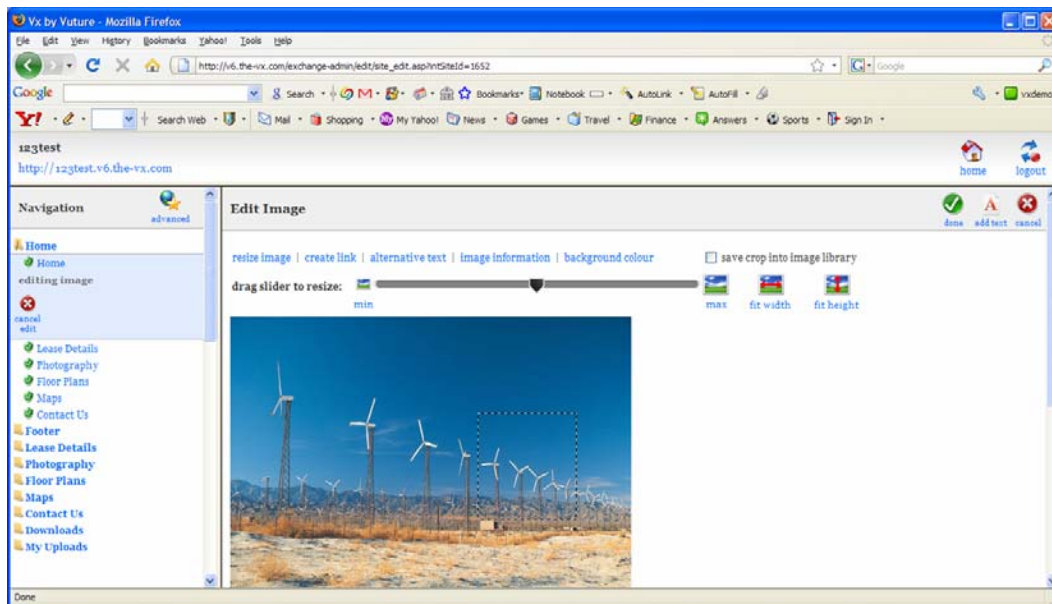 Vx by Vuture - Mozilla Firefox
File Edit View History Bookmarks Yahoo! Tools Help
http://v6.the-vx.com/exchange-admin/edit/site_edit.asp?intSiteId=1652 Google
Google Search Bookmarks Notebook AutoLink AutoFill vxdemo
Y! Search Web Mail Shopping My Yahoo! News Games Travel Finance Answers Sports Sign In
123test
http://123test.v6.the-vx.com
home logout
Navigation
advanced
Edit Image
done add text cancel
Home
Home
editing image
cancel
edit
Lease Details
Photography
Floor Plans
Maps
Contact Us
Footer
Lease Details
Photography
Floor Plans
Maps
Contact Us
Downloads
My Uploads
resize image | create link | alternative text | image information | background colour
save crop into image library
drag slider to resize:
min
max fit width fit height
Done